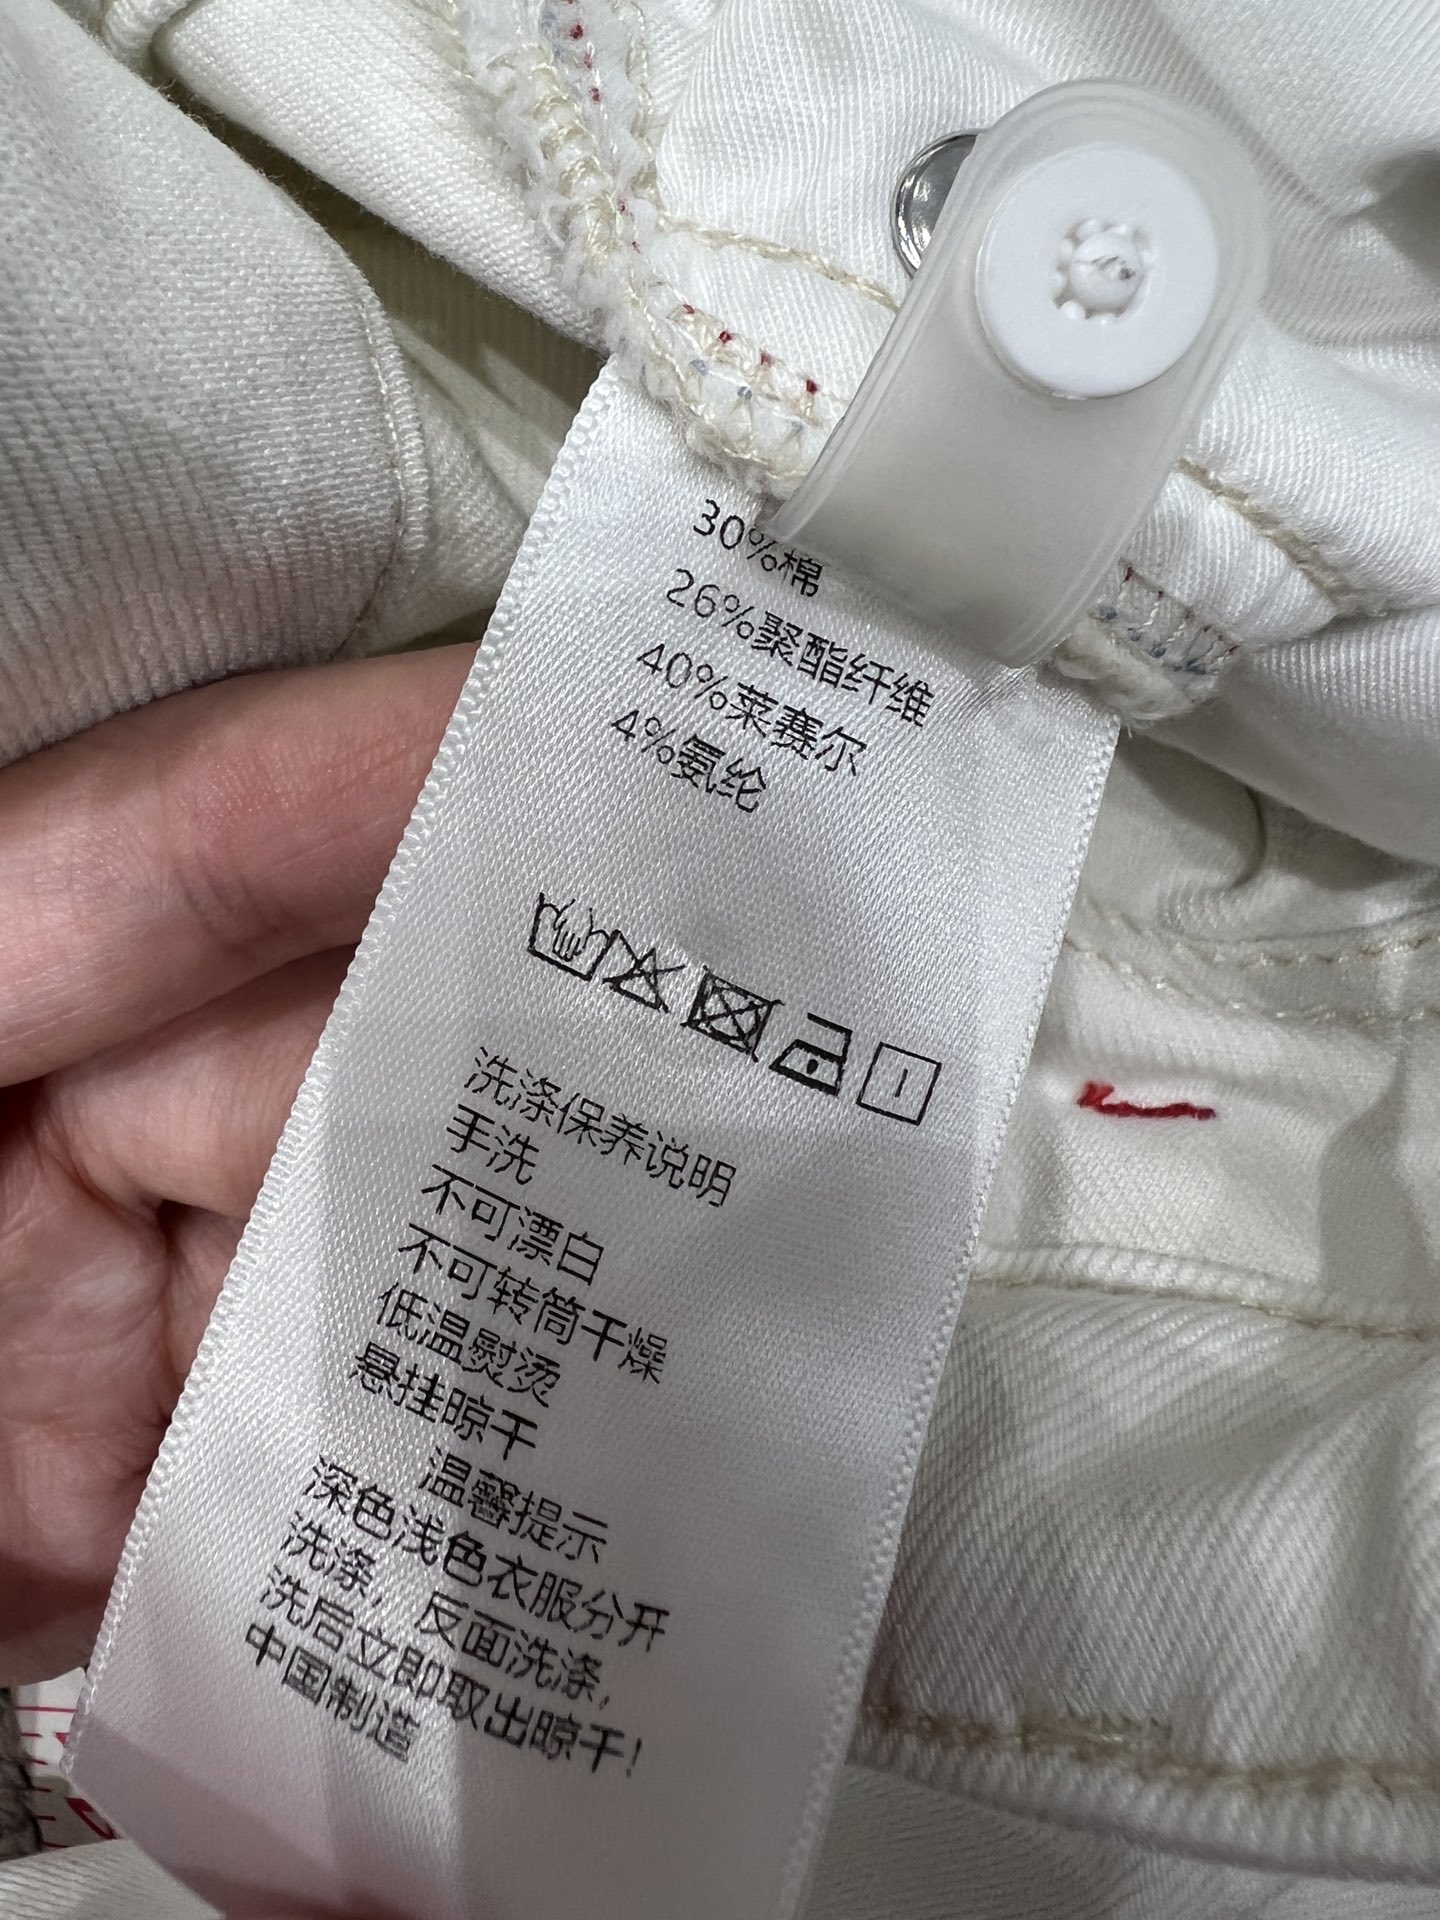 30%棉
26%聚酯纤维
40%莱赛尔
4%氨纶
洗涤保养说明
手洗
不可漂白
不可转筒干燥
低温熨烫
悬挂晾干
温馨提示
深色浅色衣服分开
洗涤，反面洗涤，
洗后立即取出晾干!
中国制造